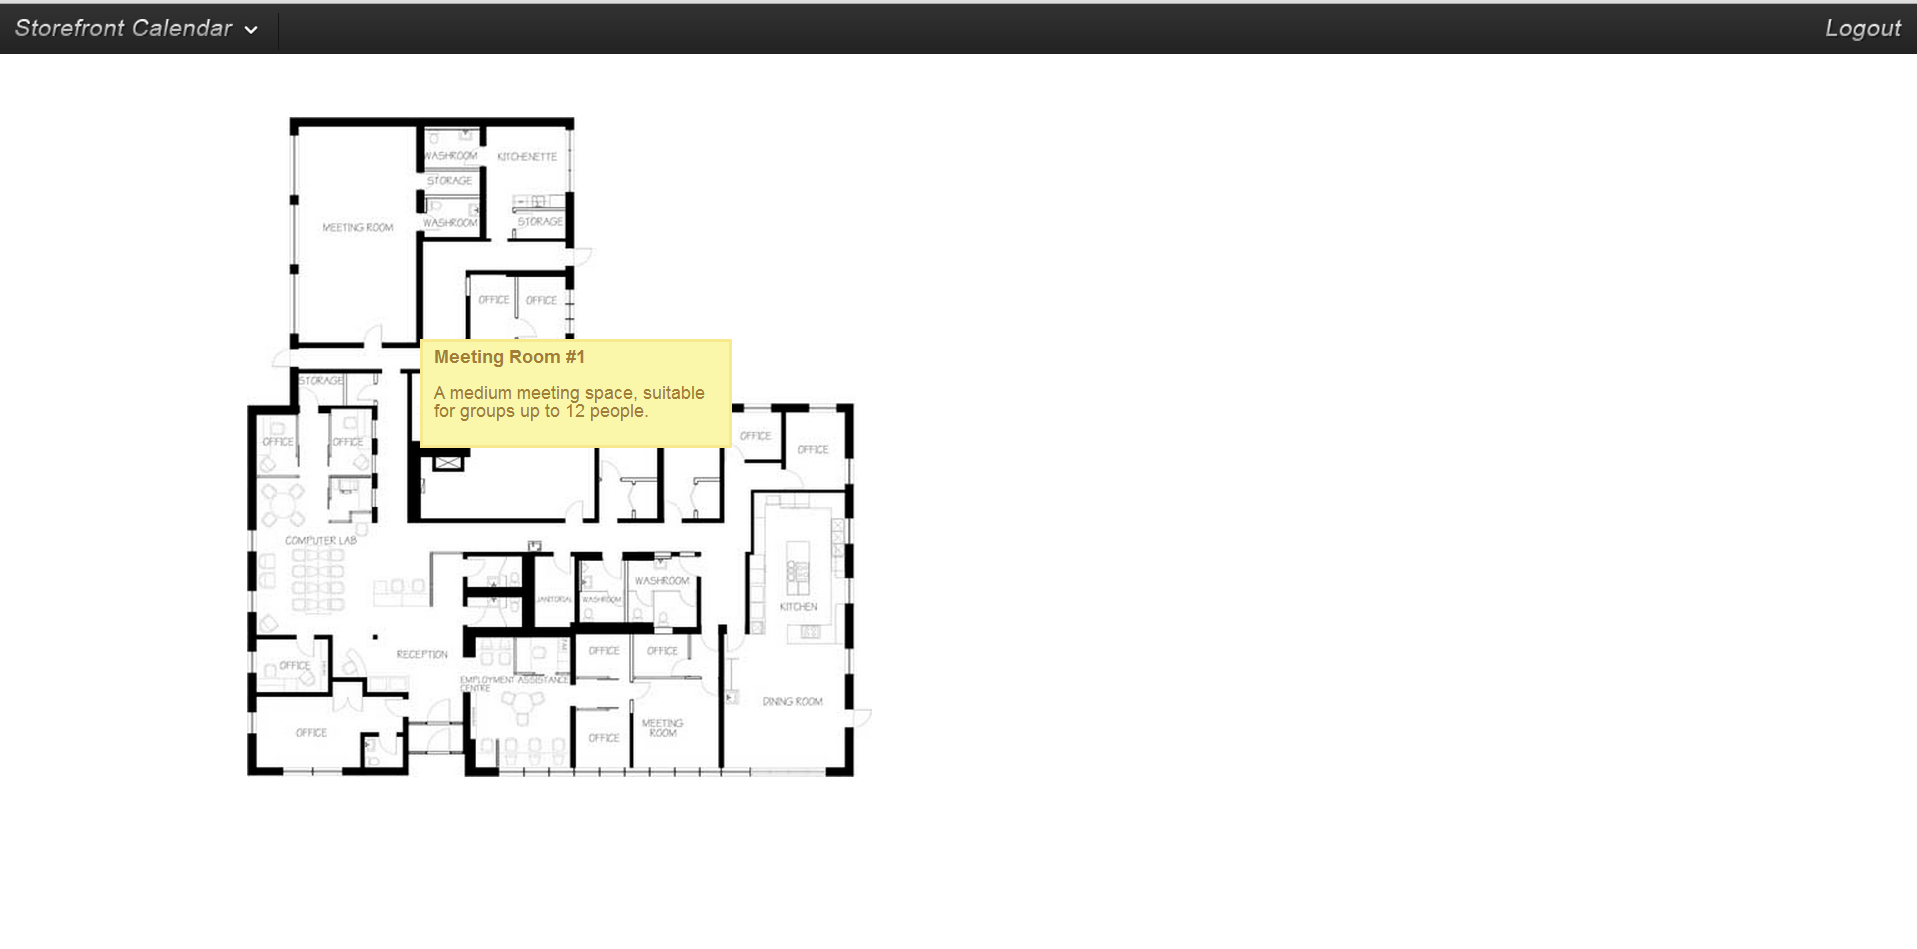 Storefront Calendar
Logout
WASHROOM
KITCHENETTE
STORAGE
WASHROOM
STORAGE
MEETING ROOM
OFFICE
OFFICE
Meeting Room #1
A medium meeting space, suitable
for groups up to 12 people.
STORAGE
OFFICE
OFFICE
OFFICE
OFFICE
COMPUTER LAB
WASHROOM
JANITORIAL
WASHROOM
KITCHEN
RECEPTION
OFFICE
OFFICE
OFFICE
EMPLOYMENT ASSISTANCE
CENTRE
DINING ROOM
OFFICE
OFFICE
MEETING
ROOM